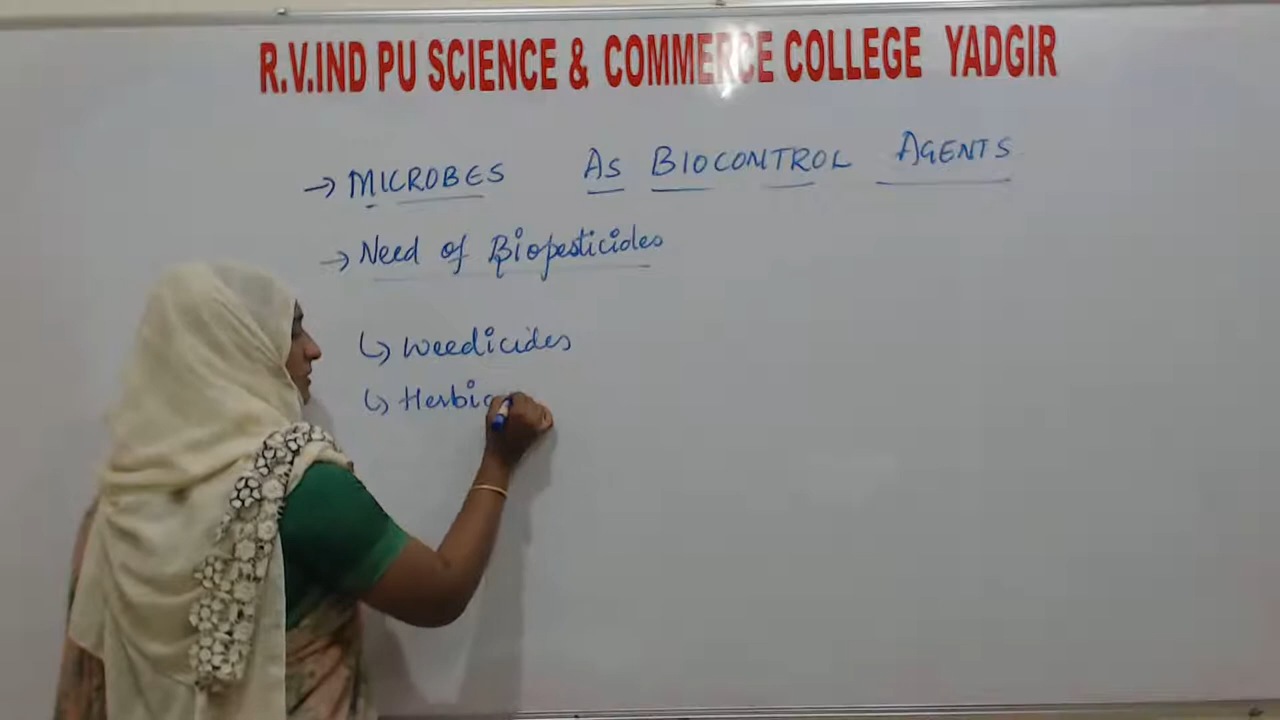 R.V.IND PU SCIENCE & COMMERCE COLLEGE YADGIR
→ MICROBES AS BIOCONTROL AGENTS
→ Need of Biopesticides
↳ Weedicides
↳